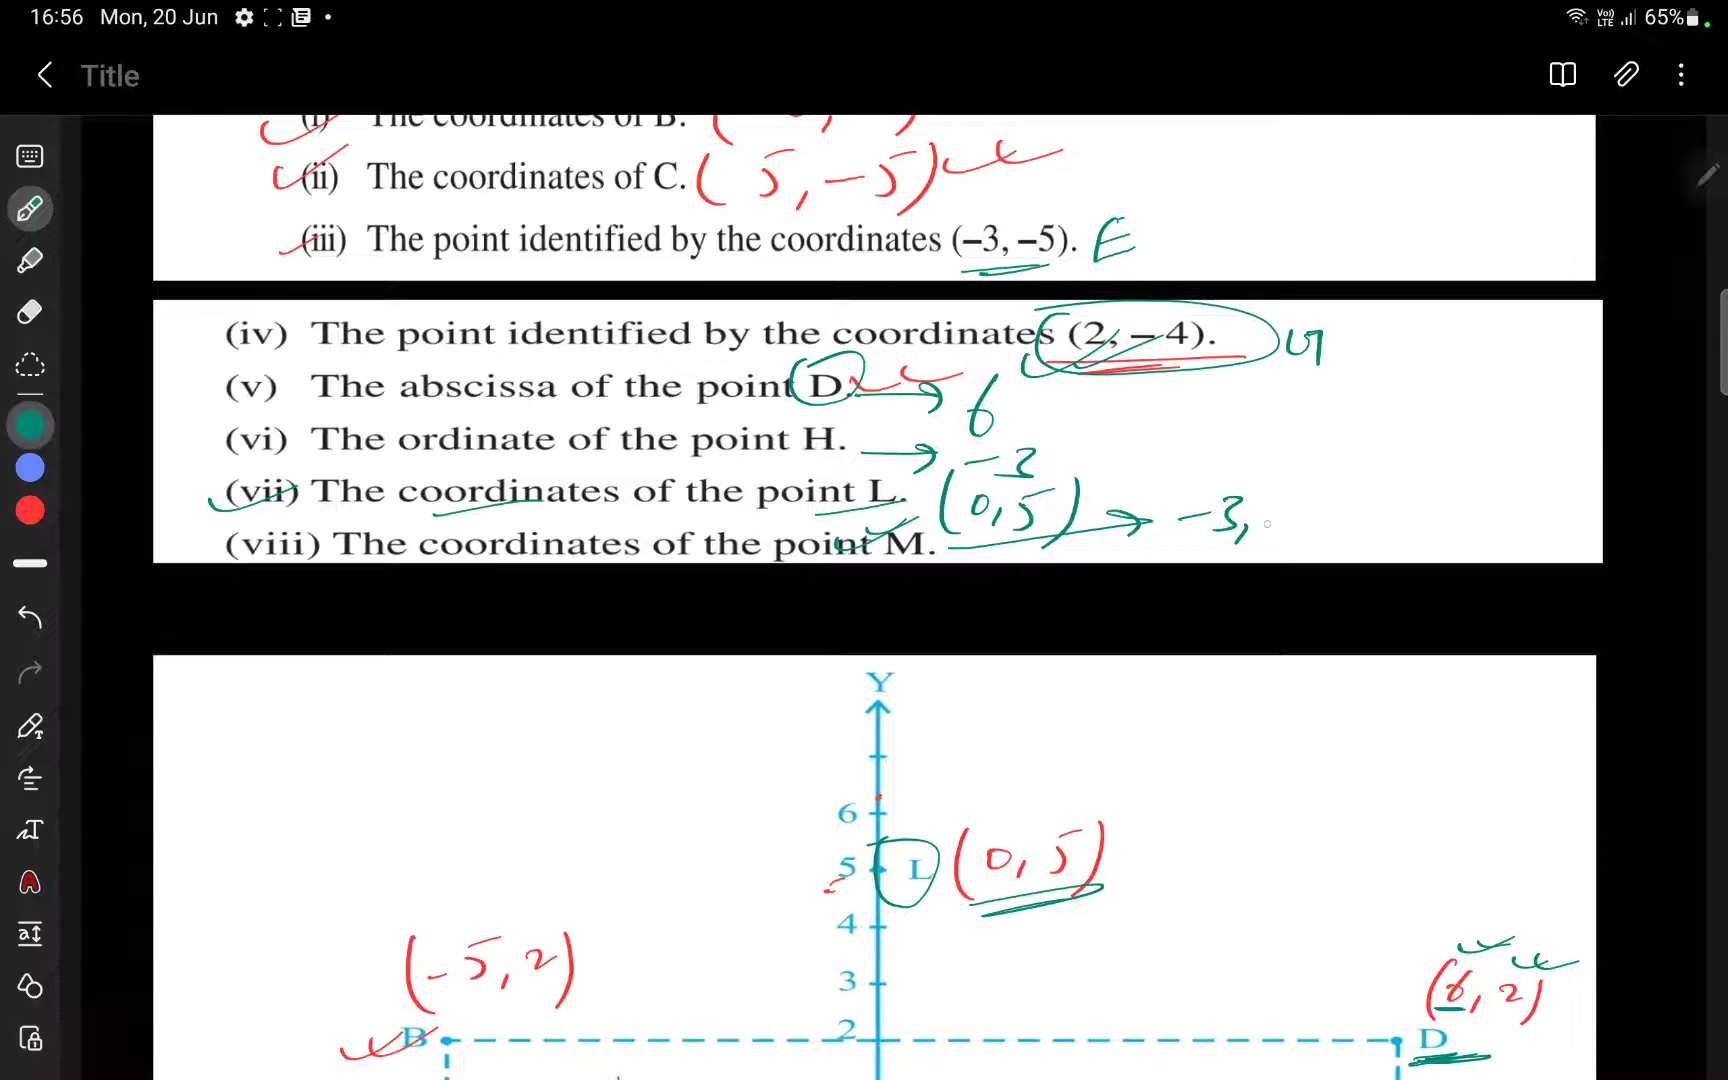 16:56 Mon, 20 Jun
Vo)) LTE 65%
Title
(i) The coordinates of B.
(ii) The coordinates of C. (5, -5)
(iii) The point identified by the coordinates (–3, –5). E
(iv) The point identified by the coordinates (2, –4). G
(v) The abscissa of the point D. → 6
(vi) The ordinate of the point H. → -3
(vii) The coordinates of the point L. (0,5)
(viii) The coordinates of the point M. → -3,
Y
6
5 L (0, 5)
4
(-5, 2)
3 (6, 2)
B 2 D